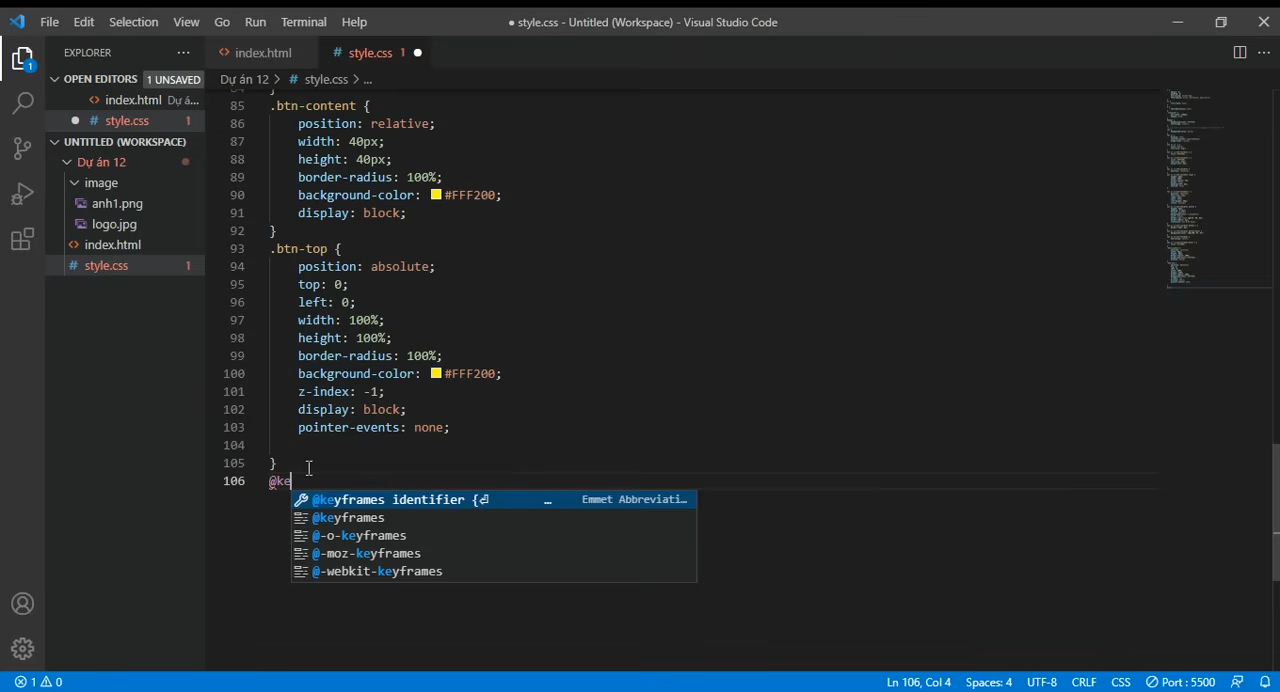 File Edit Selection View Go Run Terminal Help
● style.css - Untitled (Workspace) - Visual Studio Code
EXPLORER ...
index.html
# style.css 1 ●
OPEN EDITORS 1 UNSAVED
Dự án 12 > # style.css > ...
index.html Dự á...
# style.css 1
UNTITLED (WORKSPACE)
Dự án 12
image
anh1.png
logo.jpg
index.html
# style.css 1
85 .btn-content {
86 position: relative;
87 width: 40px;
88 height: 40px;
89 border-radius: 100%;
90 background-color: #FFF200;
91 display: block;
92 }
93 .btn-top {
94 position: absolute;
95 top: 0;
96 left: 0;
97 width: 100%;
98 height: 100%;
99 border-radius: 100%;
100 background-color: #FFF200;
101 z-index: -1;
102 display: block;
103 pointer-events: none;
104
105 }
106 @ke
@keyframes identifier {⏎ … Emmet Abbreviati…
@keyframes
@-o-keyframes
@-moz-keyframes
@-webkit-keyframes
1 0
Ln 106, Col 4 Spaces: 4 UTF-8 CRLF CSS Port : 5500